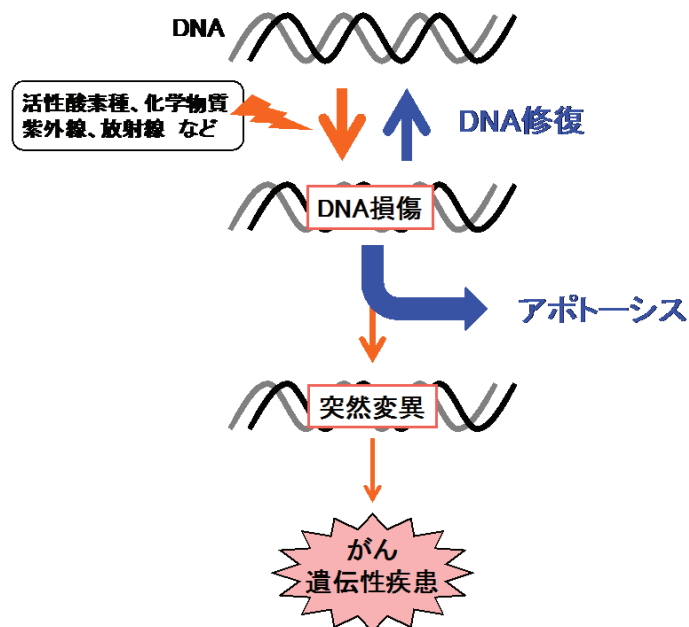 DNA
活性酸素種、化学物質
紫外線、放射線 など
DNA修復
DNA損傷
アポトーシス
突然変異
がん
遺伝性疾患